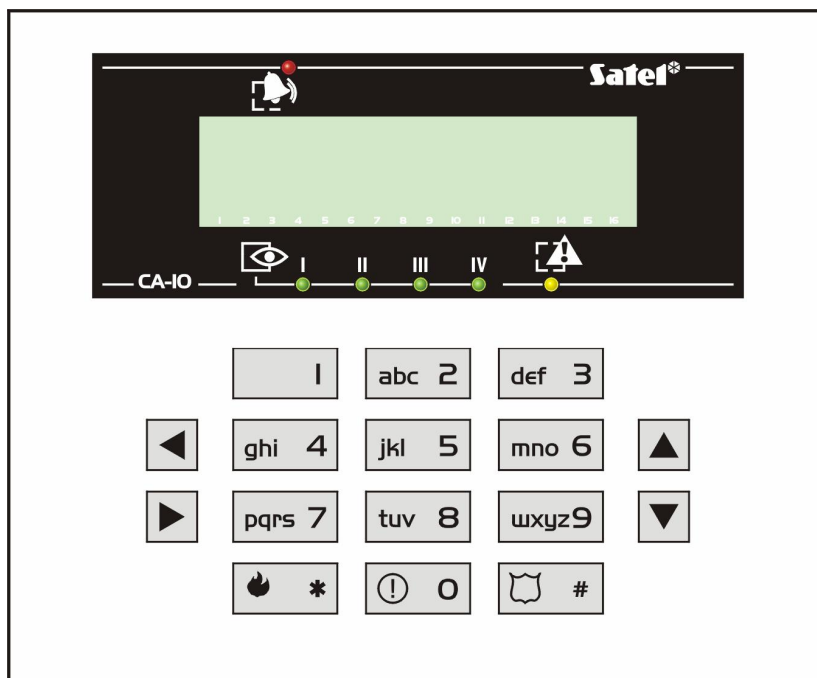 Satel
1 2 3 4 5 6 7 8 9 10 11 12 13 14 15 16
I II III IV
CA-10
1 abc 2 def 3
ghi 4 jkl 5 mno 6
pqrs 7 tuv 8 wxyz 9
* 0 #